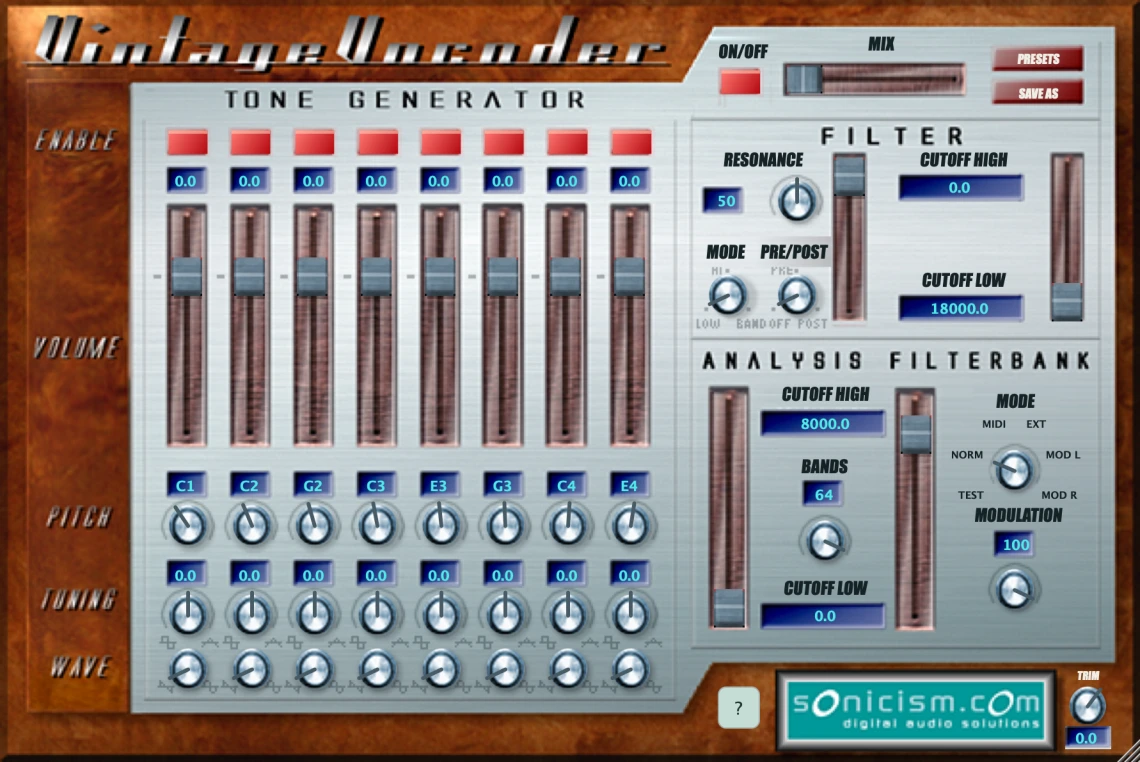 VintageVocoder
TONE GENERATOR
ENABLE
0.0 0.0 0.0 0.0 0.0 0.0 0.0 0.0
VOLUME
PITCH
C1 C2 G2 C3 E3 G3 C4 E4
TUNING
0.0 0.0 0.0 0.0 0.0 0.0 0.0 0.0
WAVE
ON/OFF
MIX
PRESETS
SAVE AS
FILTER
RESONANCE
50
CUTOFF HIGH
0.0
MODE
HI
LOW BAND
PRE/POST
PRE
OFF POST
CUTOFF LOW
18000.0
ANALYSIS FILTERBANK
CUTOFF HIGH
8000.0
BANDS
64
CUTOFF LOW
0.0
MODE
MIDI EXT
NORM MOD L
TEST MOD R
MODULATION
100
?
sonicism.com
digital audio solutions
TRIM
0.0